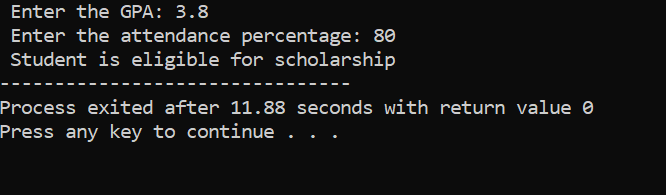 Enter the GPA: 3.8
Enter the attendance percentage: 80
Student is eligible for scholarship
--------------------------------
Process exited after 11.88 seconds with return value 0
Press any key to continue . . .